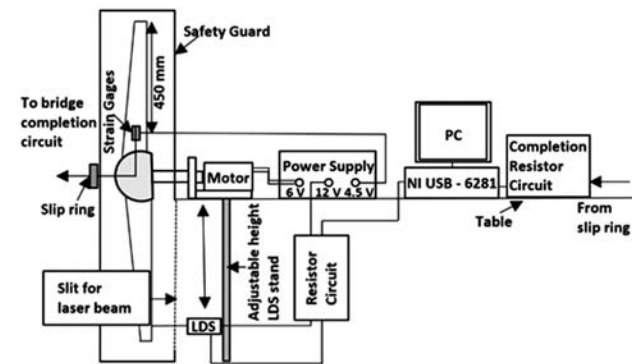 Safety Guard
450 mm
Strain Gages
To bridge
completion
circuit
Slip ring
Motor
Power Supply
6 V 12 V 4.5 V
PC
NI USB - 6281
Completion
Resistor
Circuit
Table
From
slip ring
Adjustable height
LDS stand
Resistor
Circuit
Slit for
laser beam
LDS